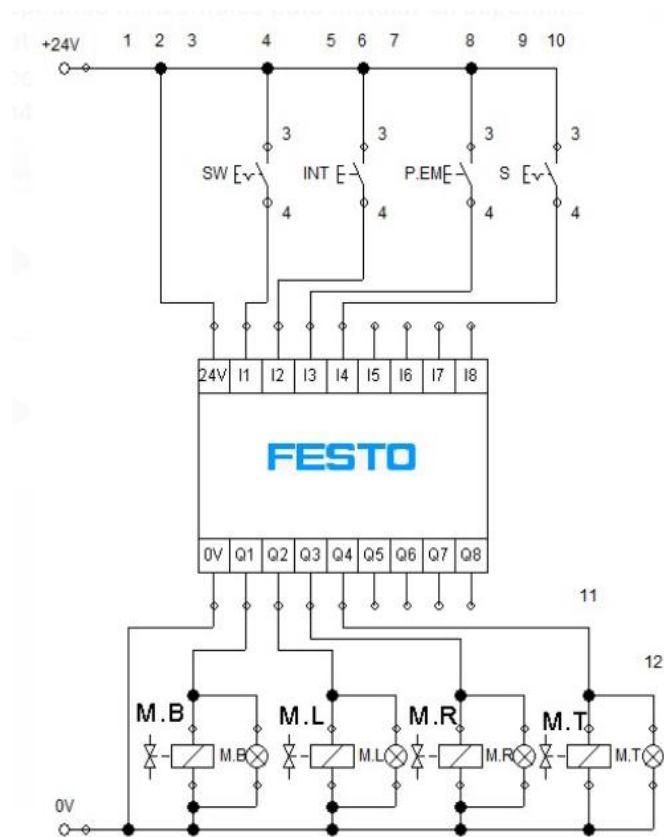 1 2 3 4 5 6 7 8 9 10
+24V
3 3 3 3
SW INT P.EM S
4 4 4 4
24V I1 I2 I3 I4 I5 I6 I7 I8
FESTO
0V Q1 Q2 Q3 Q4 Q5 Q6 Q7 Q8
11
12
M.B M.L M.R M.T
M.B M.L M.R M.T
0V